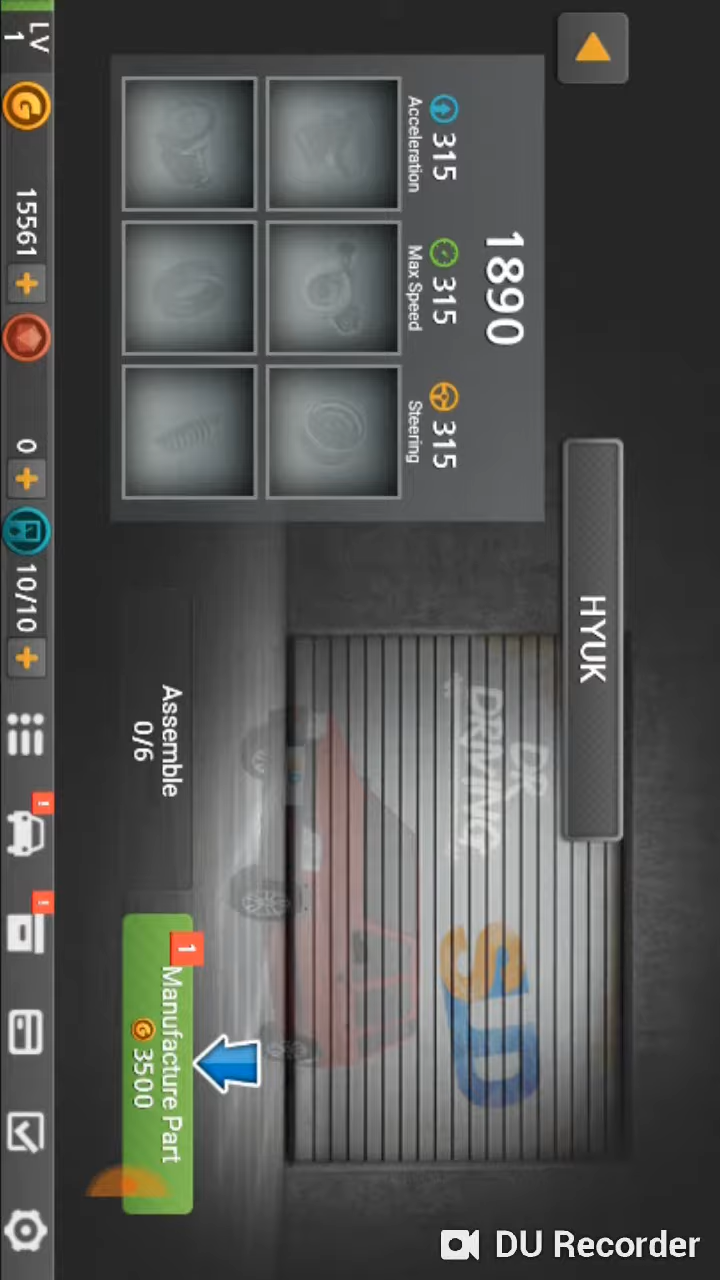 LV
1
15561
0
10/10
HYUK
1890
315
315
315
Acceleration
Max Speed
Steering
DR.
DRIVING
SUD
Assemble
0/6
1
Manufacture Part
3500
DU Recorder